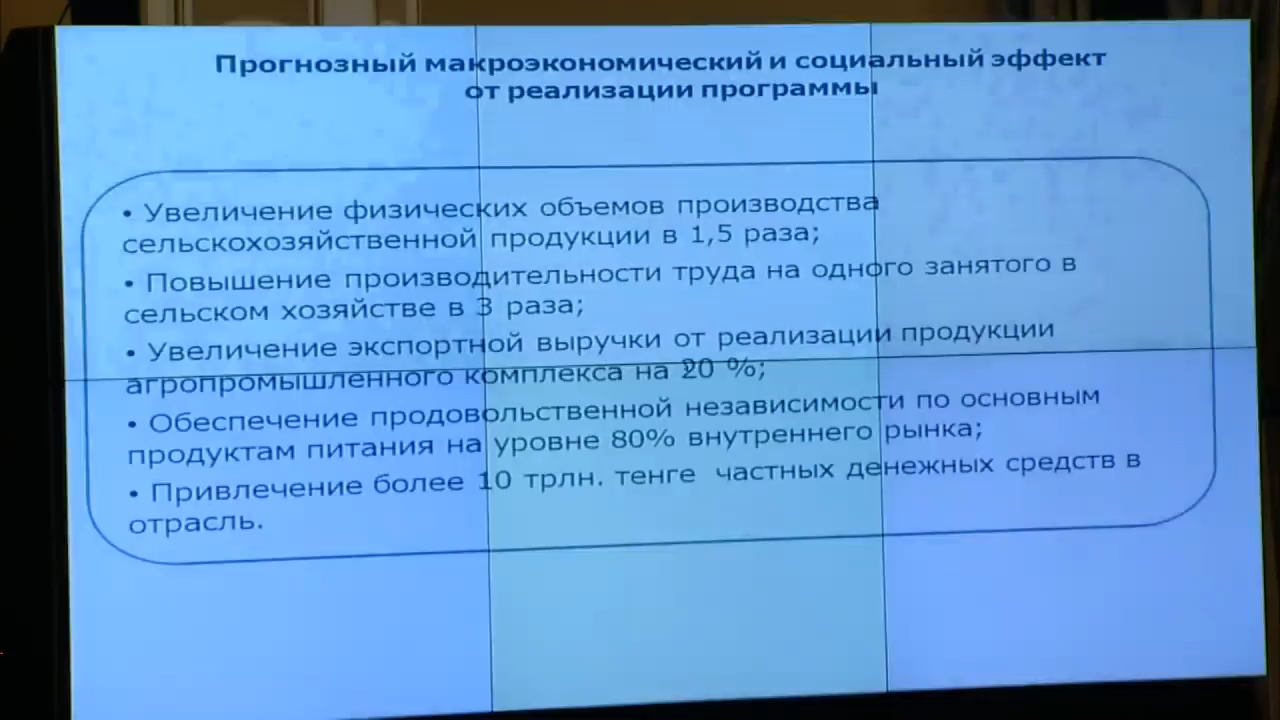 Прогнозный макроэкономический и социальный эффект
от реализации программы
• Увеличение физических объемов производства
сельскохозяйственной продукции в 1,5 раза;
• Повышение производительности труда на одного занятого в
сельском хозяйстве в 3 раза;
• Увеличение экспортной выручки от реализации продукции
агропромышленного комплекса на 20 %;
• Обеспечение продовольственной независимости по основным
продуктам питания на уровне 80% внутреннего рынка;
• Привлечение более 10 трлн. тенге частных денежных средств в
отрасль.